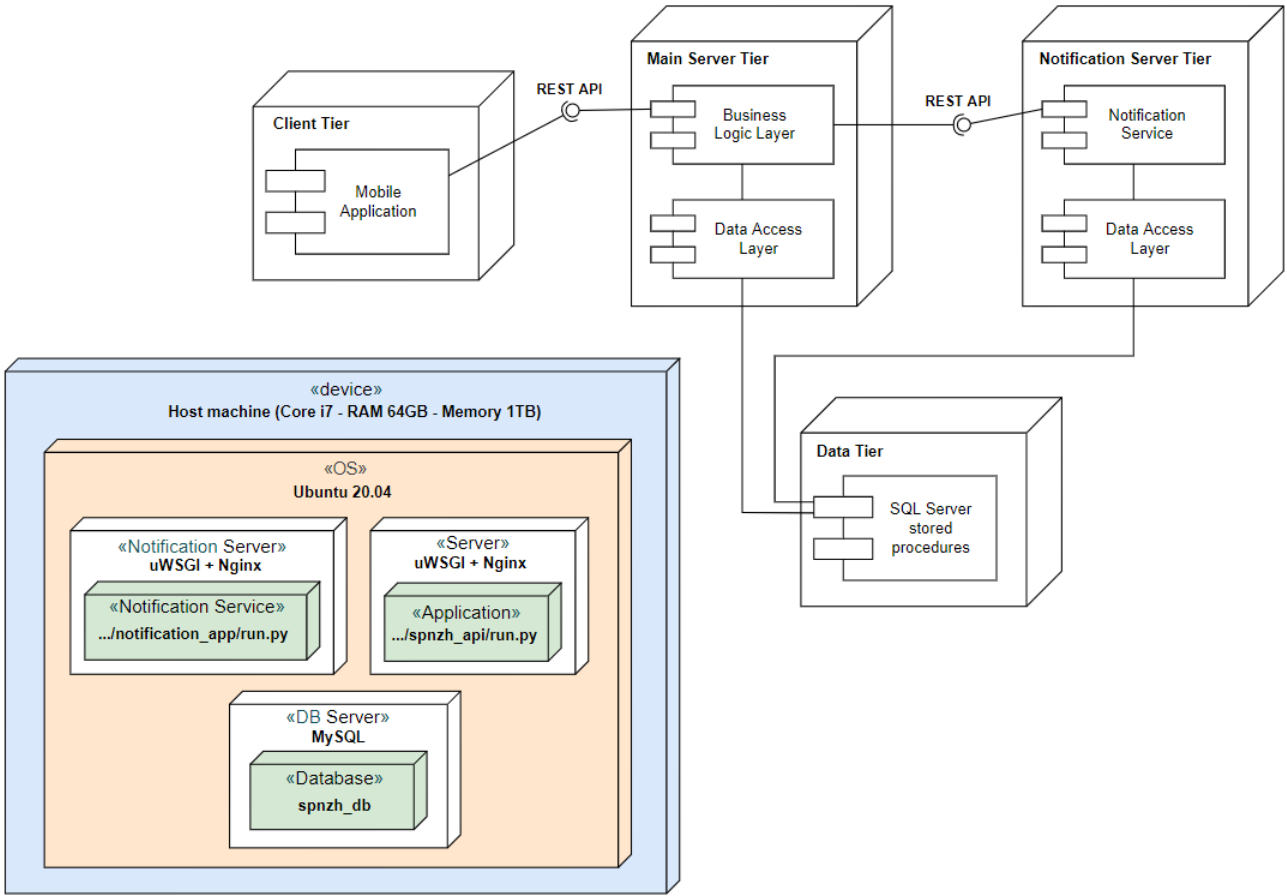 Main Server Tier
Notification Server Tier
REST API
REST API
Client Tier
Business
Logic Layer
Notification
Service
Mobile
Application
Data Access
Layer
Data Access
Layer
«device»
Host machine (Core i7 - RAM 64GB - Memory 1TB)
«OS»
Ubuntu 20.04
Data Tier
SQL Server
stored
procedures
«Notification Server»
uWSGI + Nginx
«Notification Service»
.../notification_app/run.py
«Server»
uWSGI + Nginx
«Application»
.../spnzh_api/run.py
«DB Server»
MySQL
«Database»
spnzh_db